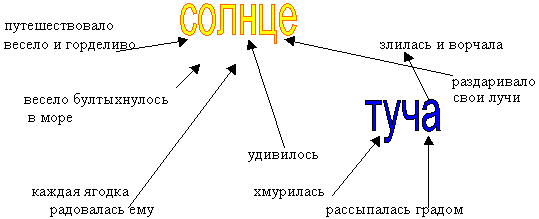 солнце
путешествовало
весело и горделиво
злилась и ворчала
раздаривало
свои лучи
весело бултыхнулось
в море
туча
удивилось
каждая ягодка
радовалась ему
хмурилась
рассыпалась градом